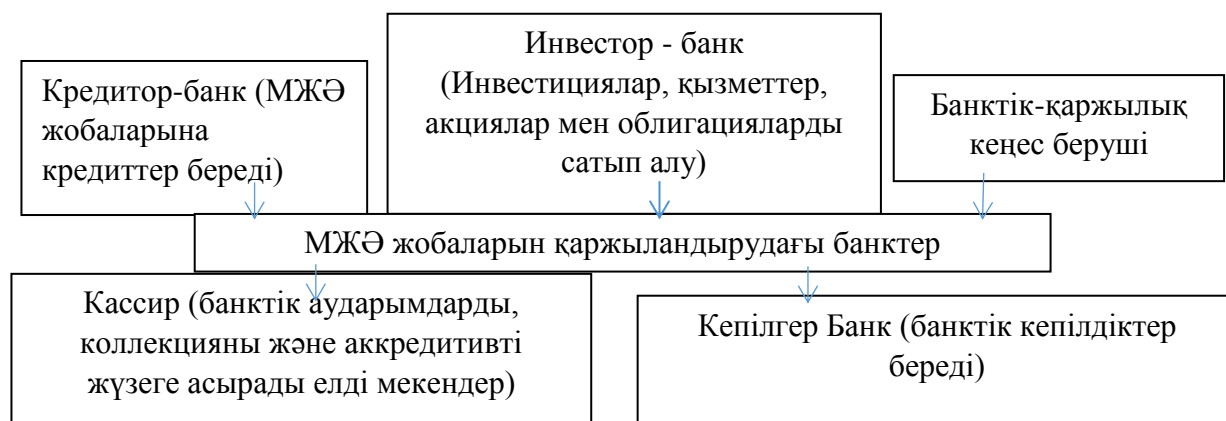 Кредитор-банк (МЖӘ
жобаларына
кредиттер береді)
Инвестор - банк
(Инвестициялар, қызметтер,
акциялар мен облигацияларды
сатып алу)
Банктік-қаржылық
кеңес беруші
МЖӘ жобаларын қаржыландырудағы банктер
Кассир (банктік аударымдарды,
коллекцияны және аккредитивті
жүзеге асырады елді мекендер)
Кепілгер Банк (банктік кепілдіктер
береді)